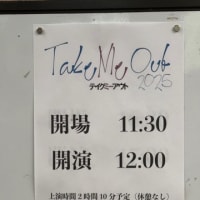 Take Me Out
2025
テイクミーアウト
開場 11:30
開演 12:00
上演時間2時間10分予定（休憩なし）